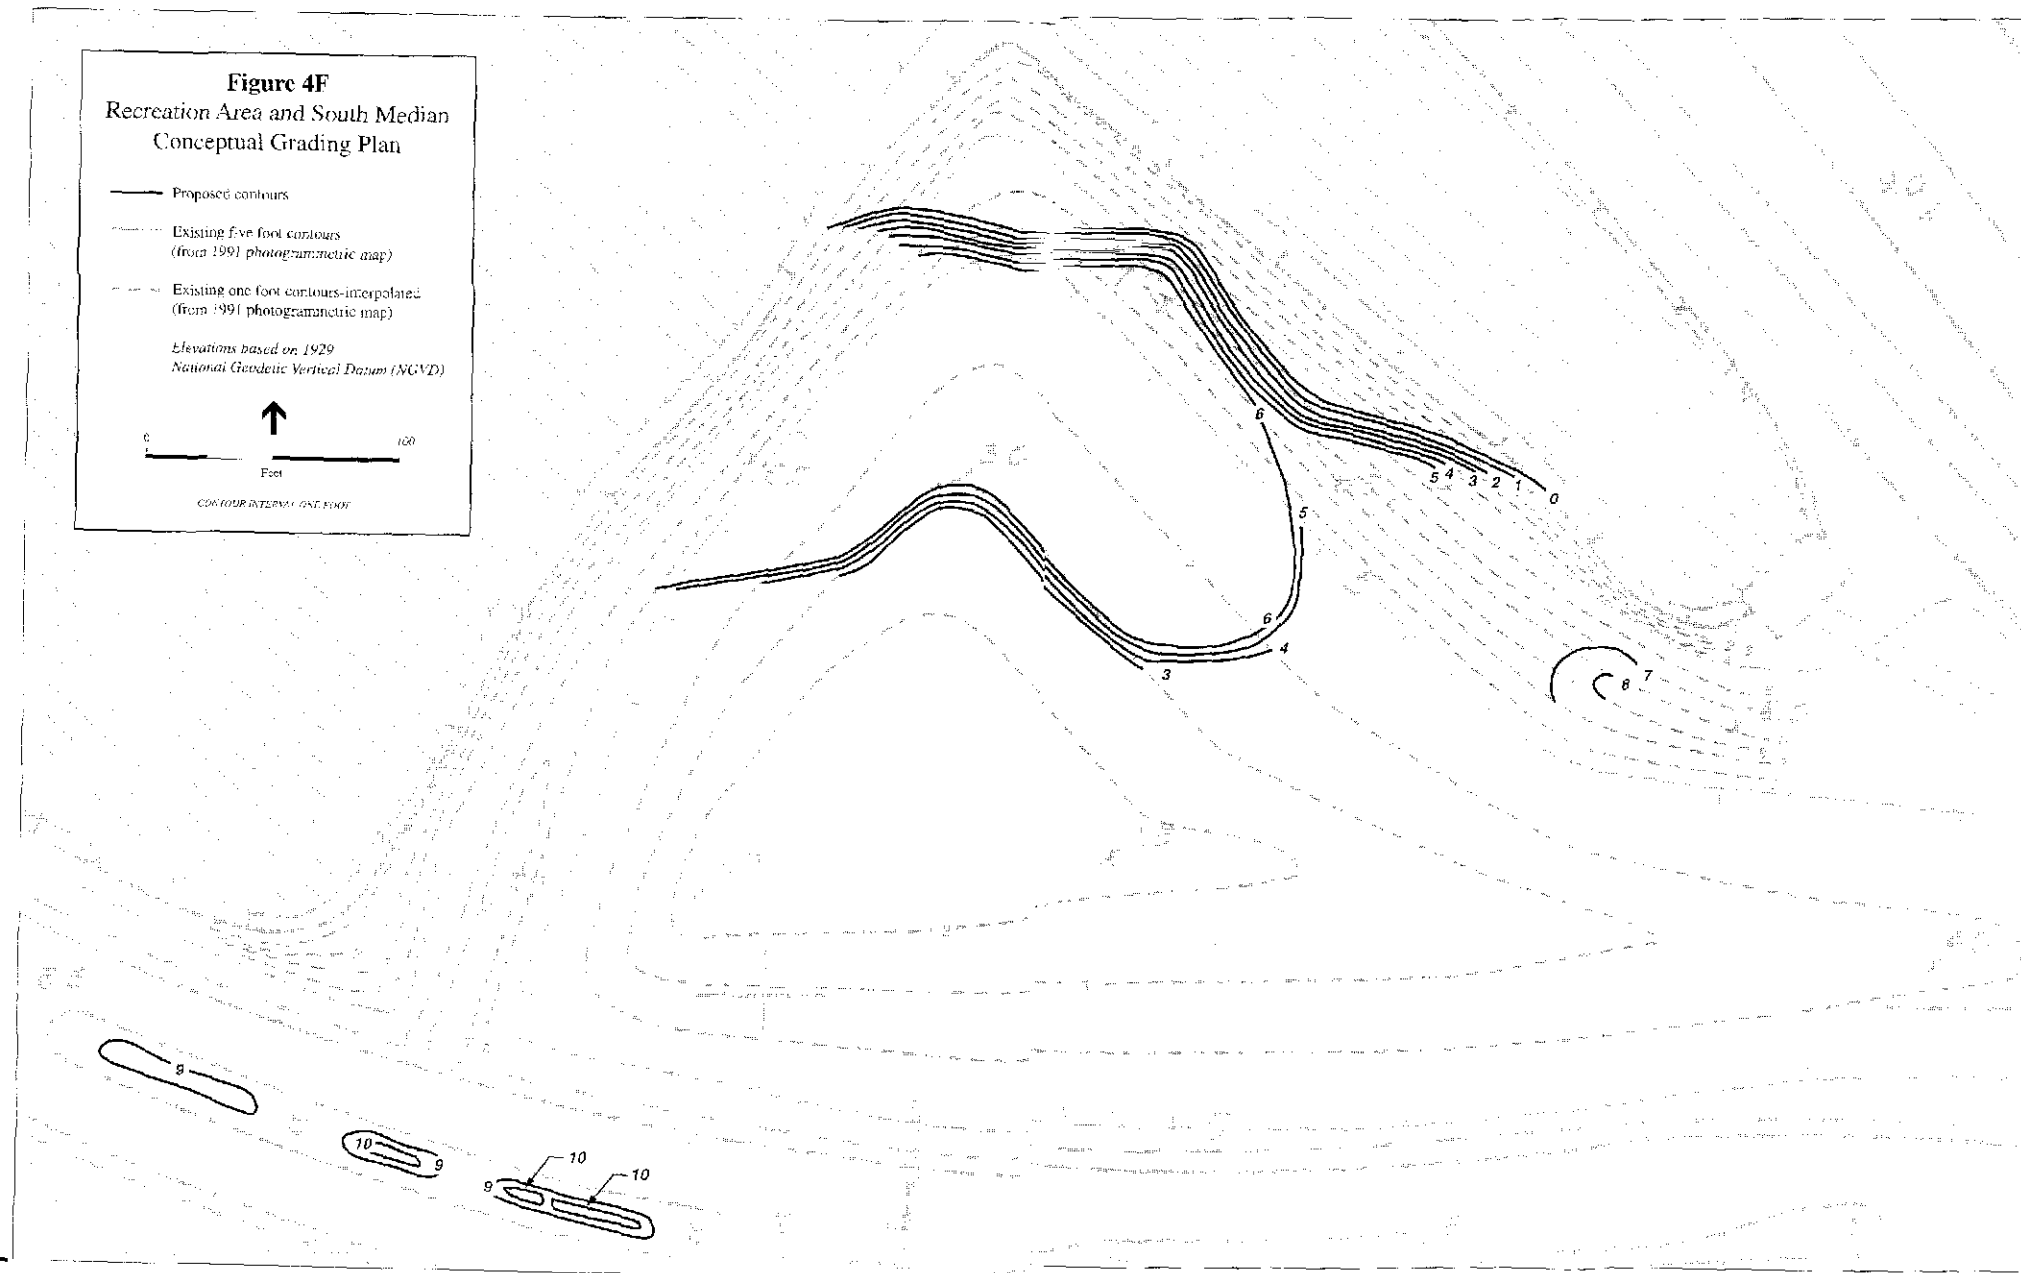 Figure 4F
Recreation Area and South Median
Conceptual Grading Plan
Proposed contours
Existing five foot contours
(from 1991 photogrammetric map)
Existing one foot contours-interpolated
(from 1991 photogrammetric map)
Elevations based on 1929
National Geodetic Vertical Datum (NGVD)
0 100
Feet
CONTOUR INTERVAL ONE FOOT
6
5 4 3 2 1 0
5
6
4
3
7
8
9
10
9
10
10
9